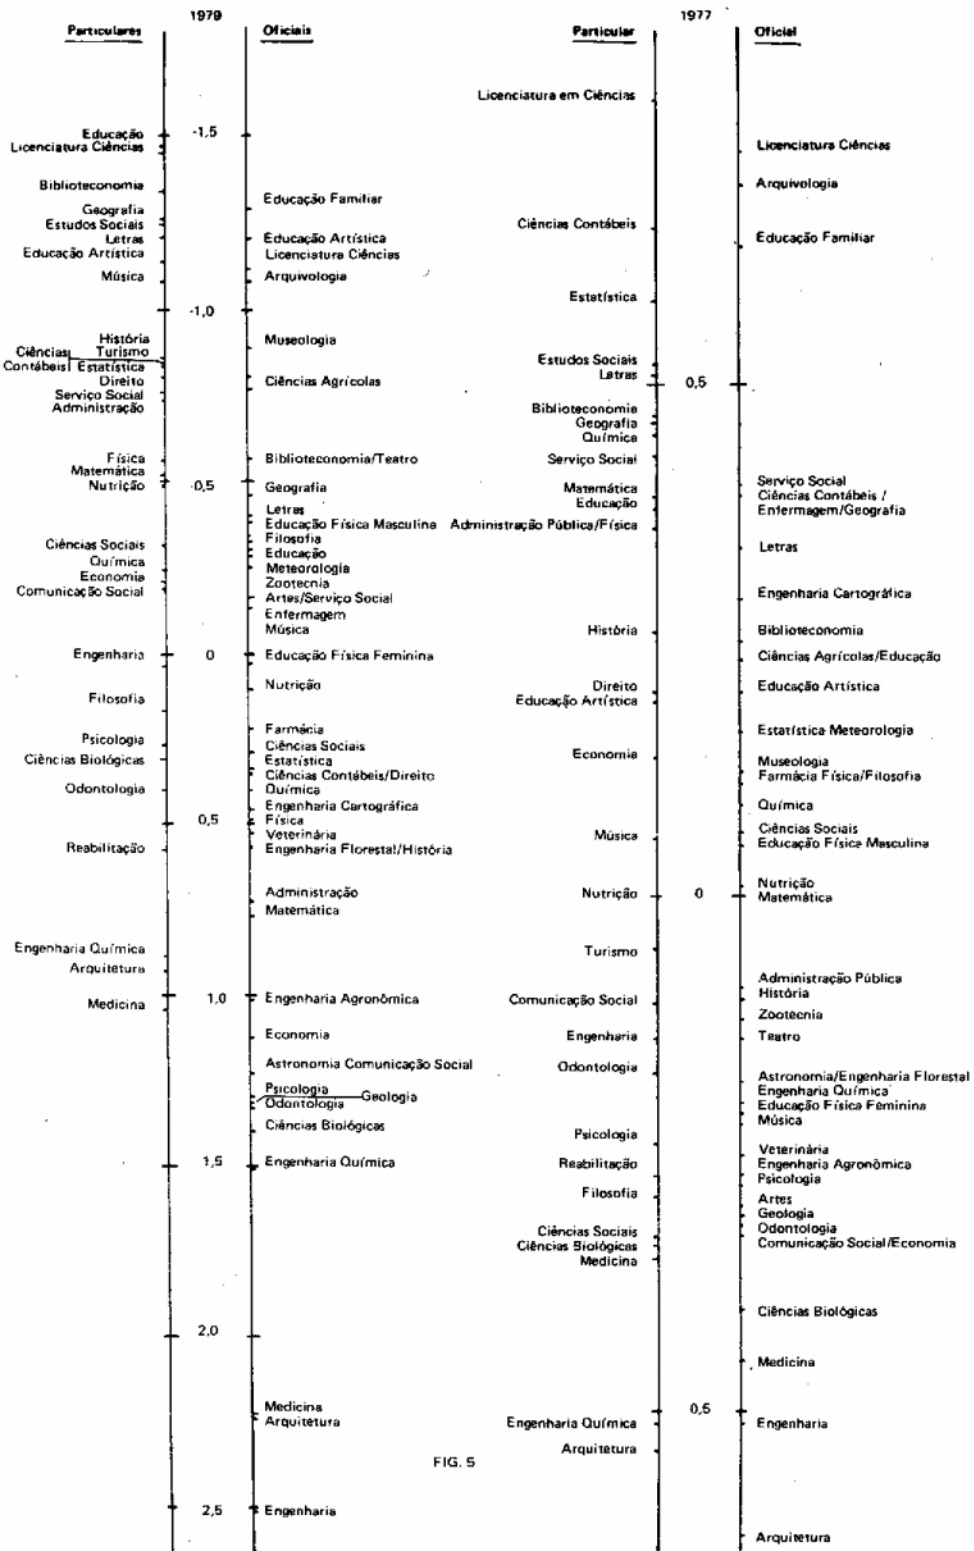 1979
Particulares
Oficiais
-1,5
Educação
Licenciatura Ciências
Biblioteconomia
Geografia
Estudos Sociais
Letras
Educação Artística
Música
-1,0
História
Ciências
Turismo
Contábeis
Estatística
Direito
Serviço Social
Administração
Física
Matemática
Nutrição
-0,5
Ciências Sociais
Química
Economia
Comunicação Social
Engenharia
0
Filosofia
Psicologia
Ciências Biológicas
Odontologia
0,5
Reabilitação
Engenharia Química
Arquitetura
Medicina
1,0
1,5
2,0
2,5
Educação Familiar
Educação Artística
Licenciatura Ciências
Arquivologia
Museologia
Ciências Agrícolas
Biblioteconomia/Teatro
Geografia
Letras
Educação Física Masculina
Filosofia
Educação
Meteorologia
Zootecnia
Artes/Serviço Social
Enfermagem
Música
Educação Física Feminina
Nutrição
Farmácia
Ciências Sociais
Estatística
Ciências Contábeis/Direito
Química
Engenharia Cartográfica
Física
Veterinária
Engenharia Florestal/História
Administração
Matemática
Engenharia Agronômica
Economia
Astronomia Comunicação Social
Psicologia
Geologia
Odontologia
Ciências Biológicas
Engenharia Química
Medicina
Arquitetura
Engenharia
1977
Particular
Oficial
Licenciatura em Ciências
Ciências Contábeis
Estatística
Estudos Sociais
Letras
0,5
Biblioteconomia
Geografia
Química
Serviço Social
Matemática
Educação
Administração Pública/Física
História
Direito
Educação Artística
Economia
Música
Nutrição
0
Turismo
Comunicação Social
Engenharia
Odontologia
Psicologia
Reabilitação
Filosofia
Ciências Sociais
Ciências Biológicas
Medicina
0,5
Engenharia Química
Arquitetura
Licenciatura Ciências
Arquivologia
Educação Familiar
Serviço Social
Ciências Contábeis /
Enfermagem/Geografia
Letras
Engenharia Cartográfica
Biblioteconomia
Ciências Agrícolas/Educação
Educação Artística
Estatística Meteorologia
Museologia
Farmácia Física/Filosofia
Química
Ciências Sociais
Educação Física Masculina
Nutrição
Matemática
Administração Pública
História
Zootecnia
Teatro
Astronomia/Engenharia Florestal
Engenharia Química
Educação Física Feminina
Música
Veterinária
Engenharia Agronômica
Psicologia
Artes
Geologia
Odontologia
Comunicação Social/Economia
Ciências Biológicas
Medicina
Engenharia
Arquitetura
FIG. 5